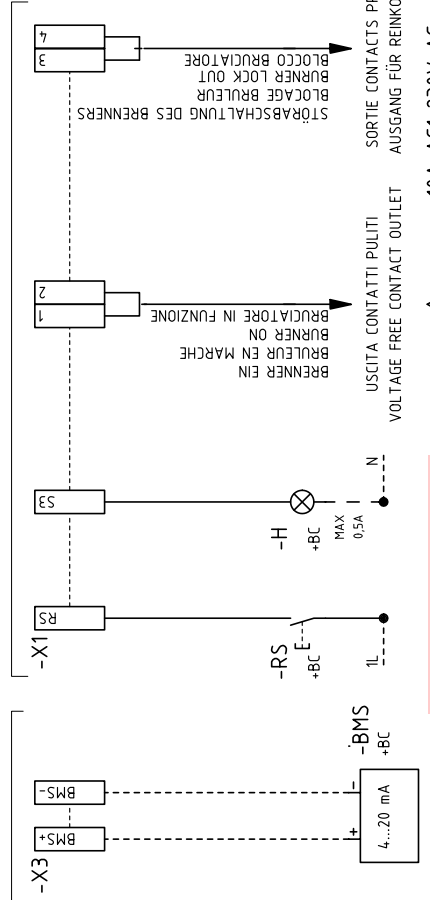 4
3
BLOCCO BRUCIATORE
BURNER LOCK OUT
BLOCAGE BRULEUR
STÖRABSCHALTUNG DES BRENNERS
SORTIE CONTACTS PR
AUSGANG FÜR REINKO
2
1
BRUCIATORE IN FUNZIONE
BURNER ON
BRULEUR EN MARCHE
BRENNER EIN
USCITA CONTATTI PULITI
VOLTAGE FREE CONTACT OUTLET
S3
-H
+BC
MAX
0,5A
N
-X1
RS
-RS
+BC
1L
-X3
BMS-
BMS+
-BMS
+BC
-
+
4...20 mA